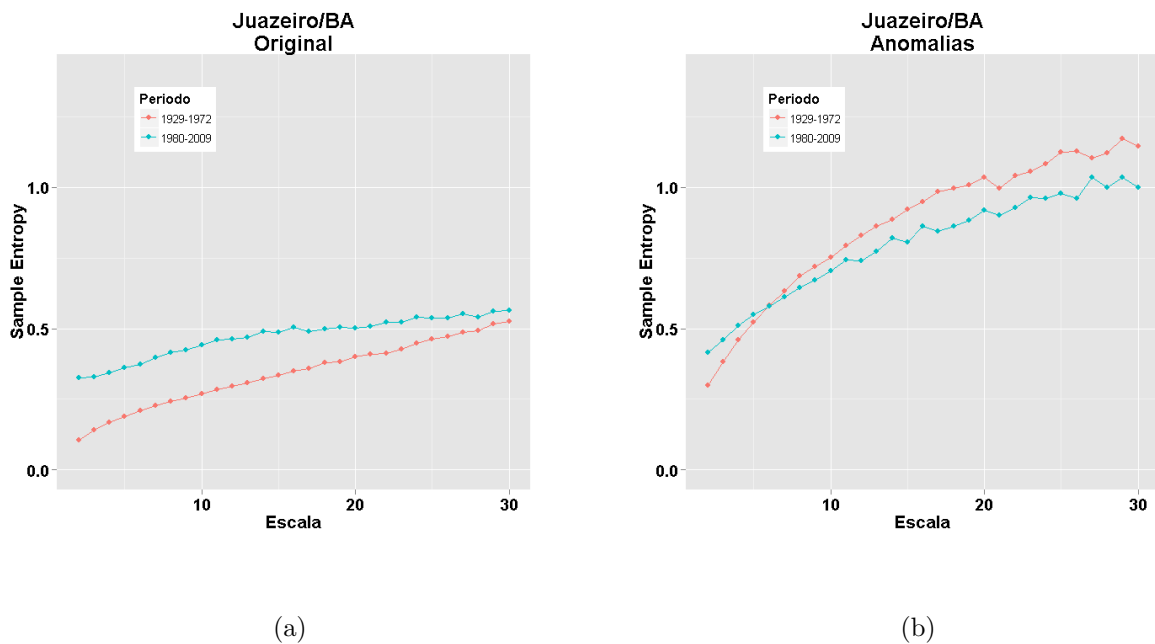 Juazeiro/BA
Original
Periodo
1929-1972
1980-2009
Sample Entropy
1.0
0.5
0.0
10
20
30
Escala
(a)
Juazeiro/BA
Anomalias
Periodo
1929-1972
1980-2009
Sample Entropy
1.0
0.5
0.0
10
20
30
Escala
(b)